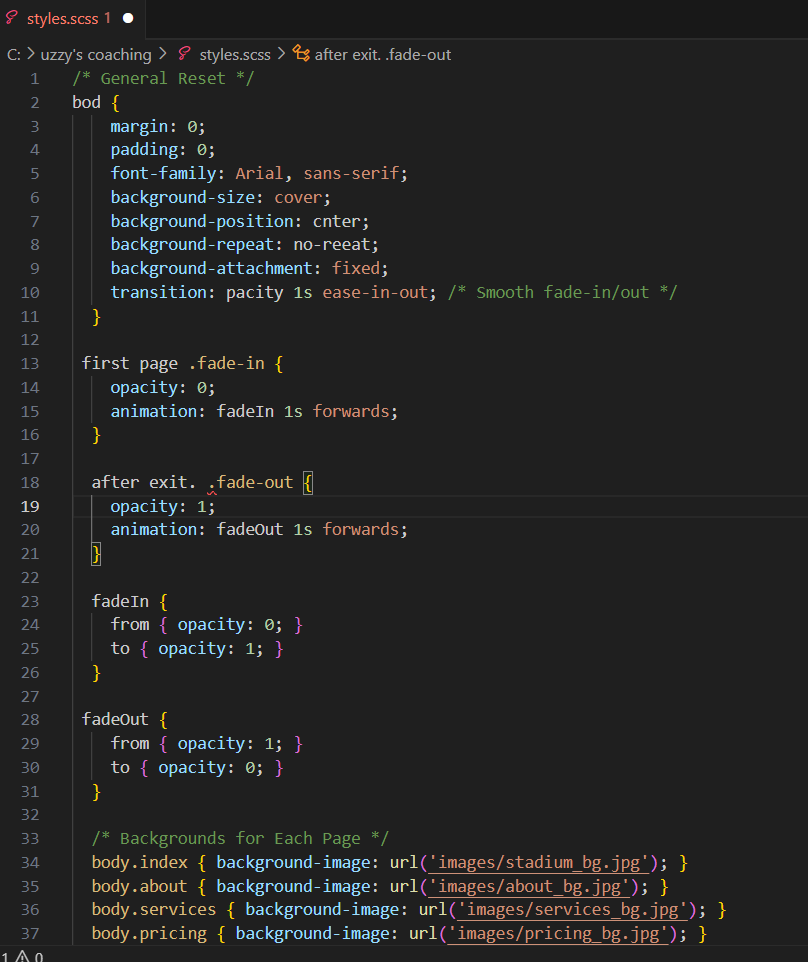 styles.scss 1
C: > uzzy's coaching > styles.scss > after exit. .fade-out
1 /* General Reset */
2 bod {
3 margin: 0;
4 padding: 0;
5 font-family: Arial, sans-serif;
6 background-size: cover;
7 background-position: cnter;
8 background-repeat: no-reeat;
9 background-attachment: fixed;
10 transition: pacity 1s ease-in-out; /* Smooth fade-in/out */
11 }
12
13 first page .fade-in {
14 opacity: 0;
15 animation: fadeIn 1s forwards;
16 }
17
18 after exit. .fade-out {
19 opacity: 1;
20 animation: fadeOut 1s forwards;
21 }
22
23 fadeIn {
24 from { opacity: 0; }
25 to { opacity: 1; }
26 }
27
28 fadeOut {
29 from { opacity: 1; }
30 to { opacity: 0; }
31 }
32
33 /* Backgrounds for Each Page */
34 body.index { background-image: url('images/stadium_bg.jpg'); }
35 body.about { background-image: url('images/about_bg.jpg'); }
36 body.services { background-image: url('images/services_bg.jpg'); }
37 body.pricing { background-image: url('images/pricing_bg.jpg'); }
1 ⚠ 0